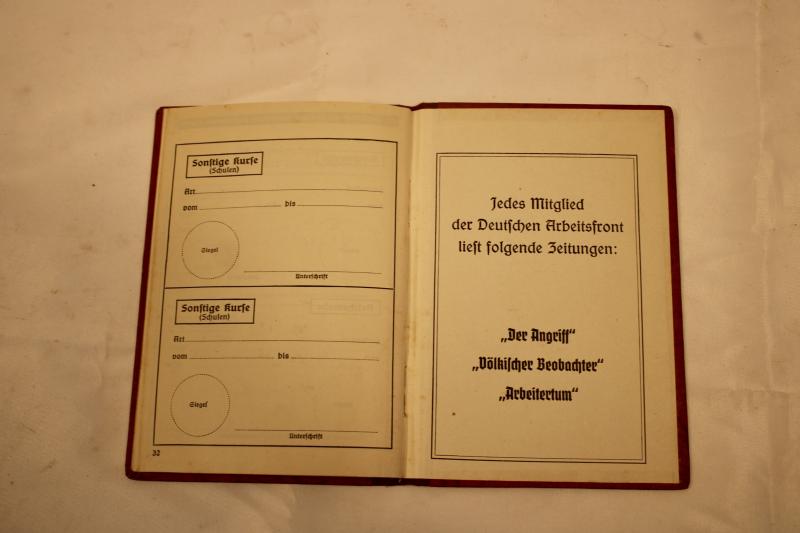 Sonstige Kurse
(Schulen)
Art
vom bis
Siegel
Unterschrift
Sonstige Kurse
(Schulen)
Art
vom bis
Siegel
Unterschrift
32
Jedes Mitglied
der Deutschen Arbeitsfront
liest folgende Zeitungen:
„Der Angriff“
„Völkischer Beobachter“
„Arbeitertum“